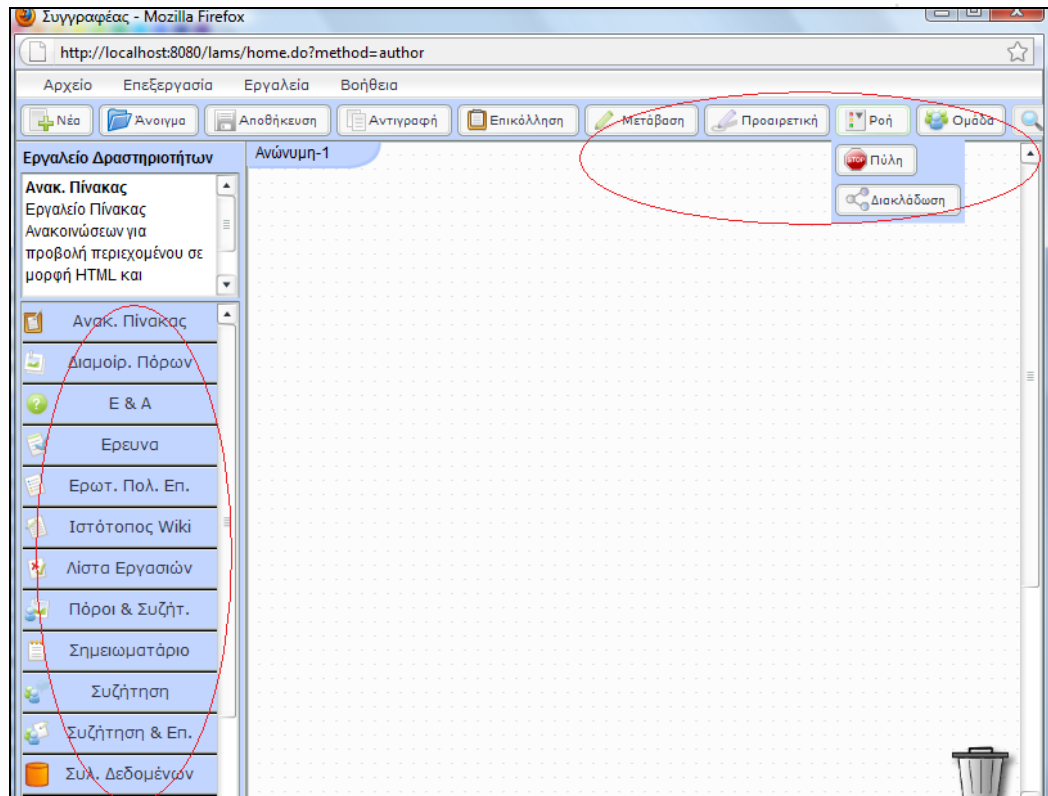 Συγγραφέας - Mozilla Firefox
http://localhost:8080/lams/home.do?method=author
Αρχείο Επεξεργασία Εργαλεία Βοήθεια
Νέα Άνοιγμα Αποθήκευση Αντιγραφή Επικόλληση Μετάβαση Προαιρετική Ροή Ομάδα
Εργαλείο Δραστηριοτήτων
Ανώνυμη-1
STOP Πύλη
Διακλάδωση
Ανακ. Πίνακας
Εργαλείο Πίνακας
Ανακοινώσεων για
προβολή περιεχομένου σε
μορφή HTML και
Ανακ. Πίνακας
Διαμοίρ. Πόρων
Ε & Α
Ερευνα
Ερωτ. Πολ. Επ.
Ιστότοπος Wiki
Λίστα Εργασιών
Πόροι & Συζήτ.
Σημειωματάριο
Συζήτηση
Συζήτηση & Επ.
Συλ. Δεδομένων